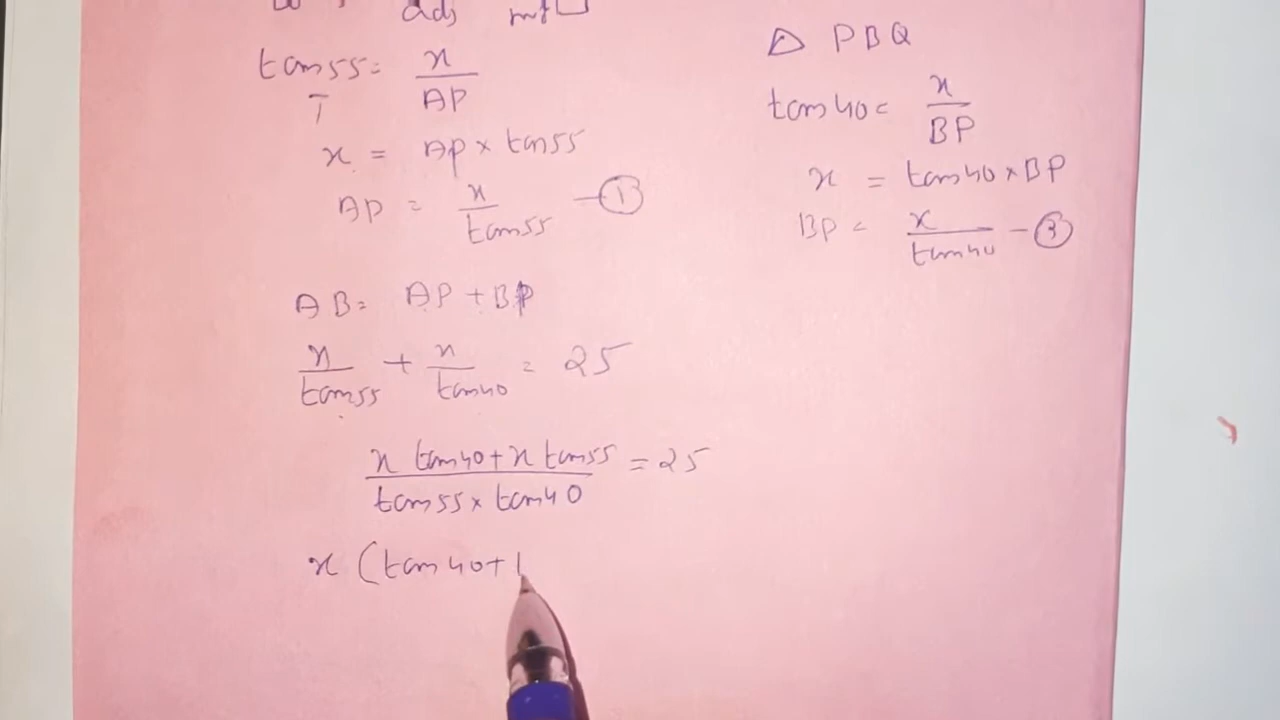 tan55 = x/AP
x = AP × tan55
AP = x/tan55 — ①
△ PBQ
tan40 = x/BP
x = tan40 × BP
BP = x/tan40 — ③
AB = AP + BP
x/tan55 + x/tan40 = 25
(x tan40 + x tan55)/(tan55 × tan40) = 25
x (tan40 +